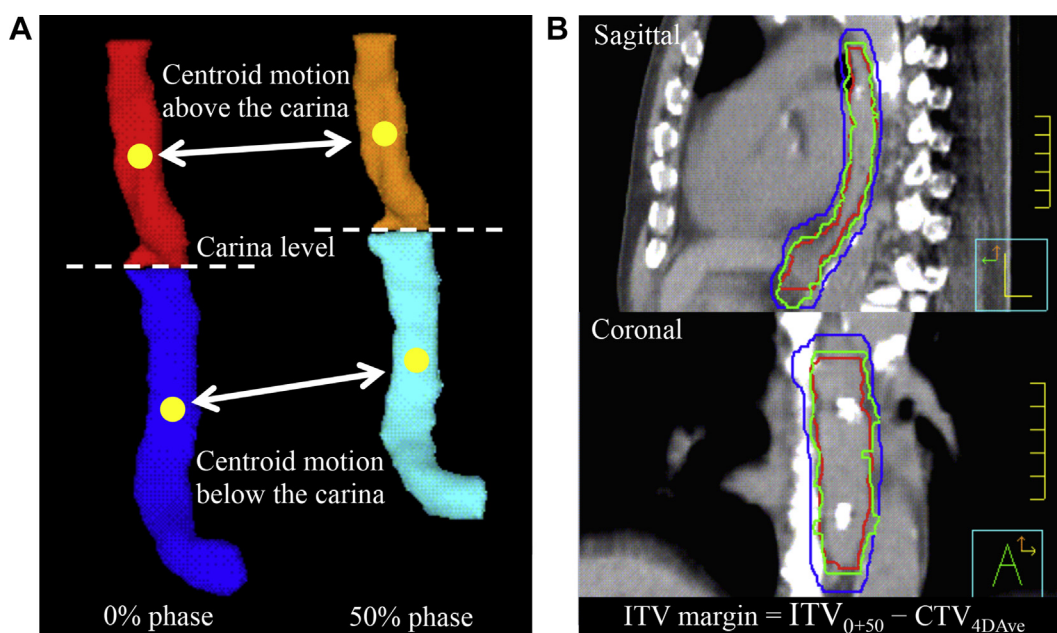 A
Centroid motion
above the carina
Carina level
Centroid motion
below the carina
0% phase
50% phase
B
Sagittal
Coronal
A
ITV margin = ITV0+50 – CTV4DAve